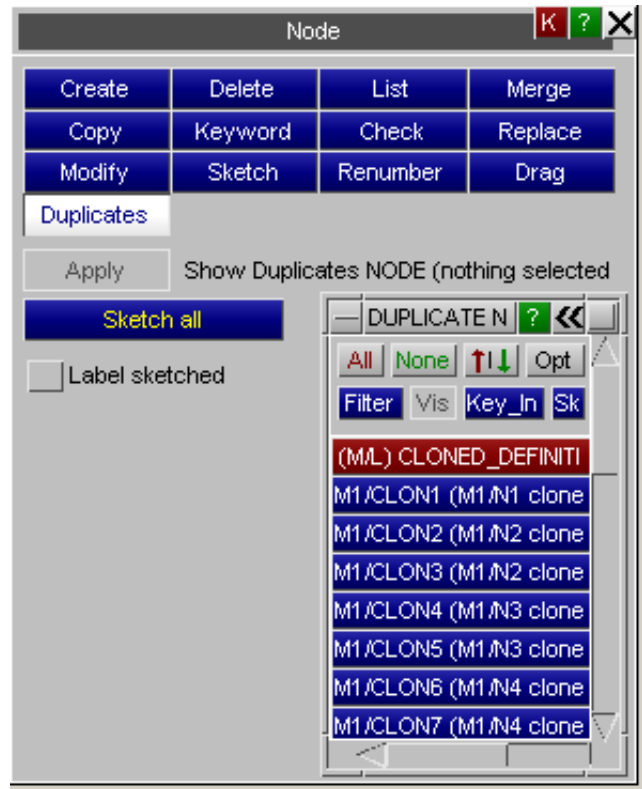 Node K ?
Create Delete List Merge
Copy Keyword Check Replace
Modify Sketch Renumber Drag
Duplicates
Apply Show Duplicates NODE (nothing selected
Sketch all
Label sketched
DUPLICATE N ?
All None Opt
Filter Vis Key_In Sk
(M/L) CLONED_DEFINITI
M1/CLON1 (M1/N1 clone
M1/CLON2 (M1/N2 clone
M1/CLON3 (M1/N2 clone
M1/CLON4 (M1/N3 clone
M1/CLON5 (M1/N3 clone
M1/CLON6 (M1/N4 clone
M1/CLON7 (M1/N4 clone